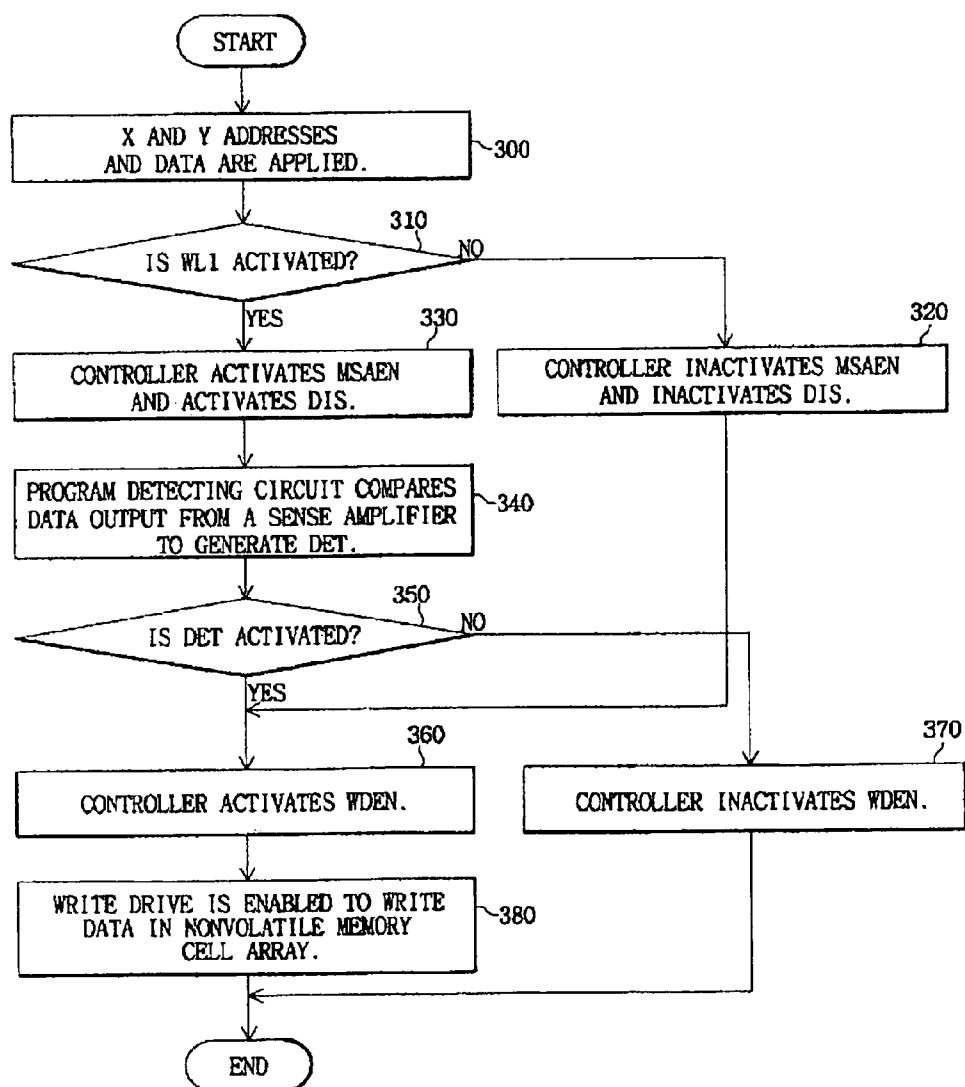 START
X AND Y ADDRESSES
AND DATA ARE APPLIED.
300
310
IS WL1 ACTIVATED?
NO
YES
330
CONTROLLER ACTIVATES MSAEN
AND ACTIVATES DIS.
320
CONTROLLER INACTIVATES MSAEN
AND INACTIVATES DIS.
PROGRAM DETECTING CIRCUIT COMPARES
DATA OUTPUT FROM A SENSE AMPLIFIER
TO GENERATE DET.
340
350
IS DET ACTIVATED?
NO
YES
360
CONTROLLER ACTIVATES WDEN.
370
CONTROLLER INACTIVATES WDEN.
WRITE DRIVE IS ENABLED TO WRITE
DATA IN NONVOLATILE MEMORY
CELL ARRAY.
380
END